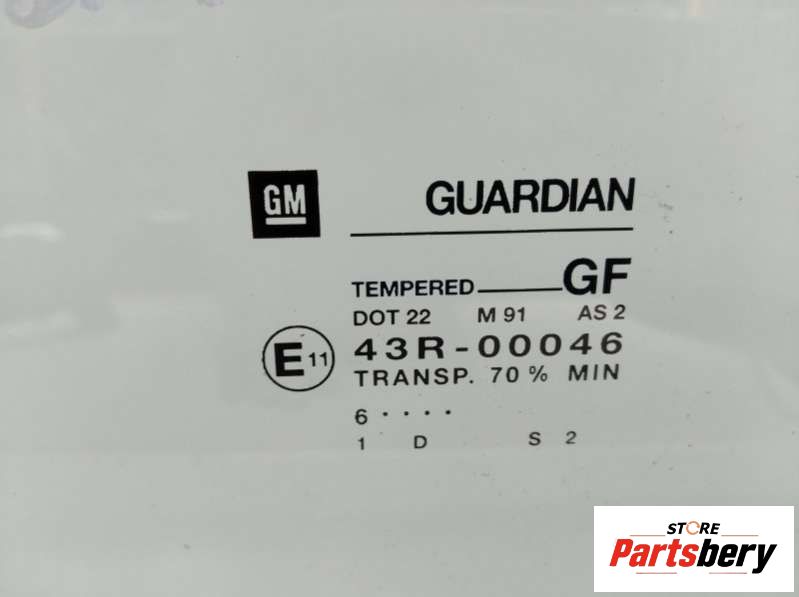 GM GUARDIAN
TEMPERED GF
DOT 22 M 91 AS 2
E 11 43R-00046
TRANSP. 70% MIN
6 . . . .
1 D S 2
STORE
Partsbery